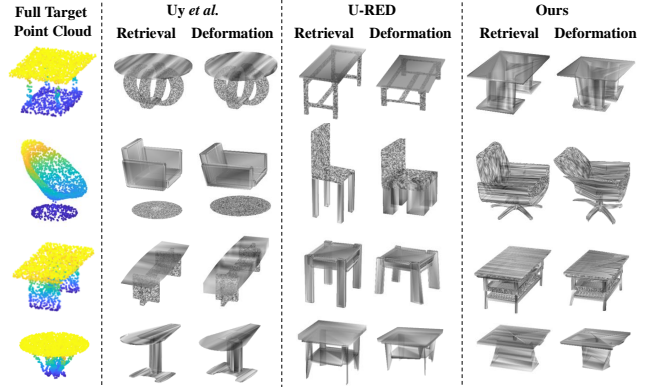 Full Target
Point Cloud
Uy et al.
Retrieval Deformation
U-RED
Retrieval Deformation
Ours
Retrieval Deformation